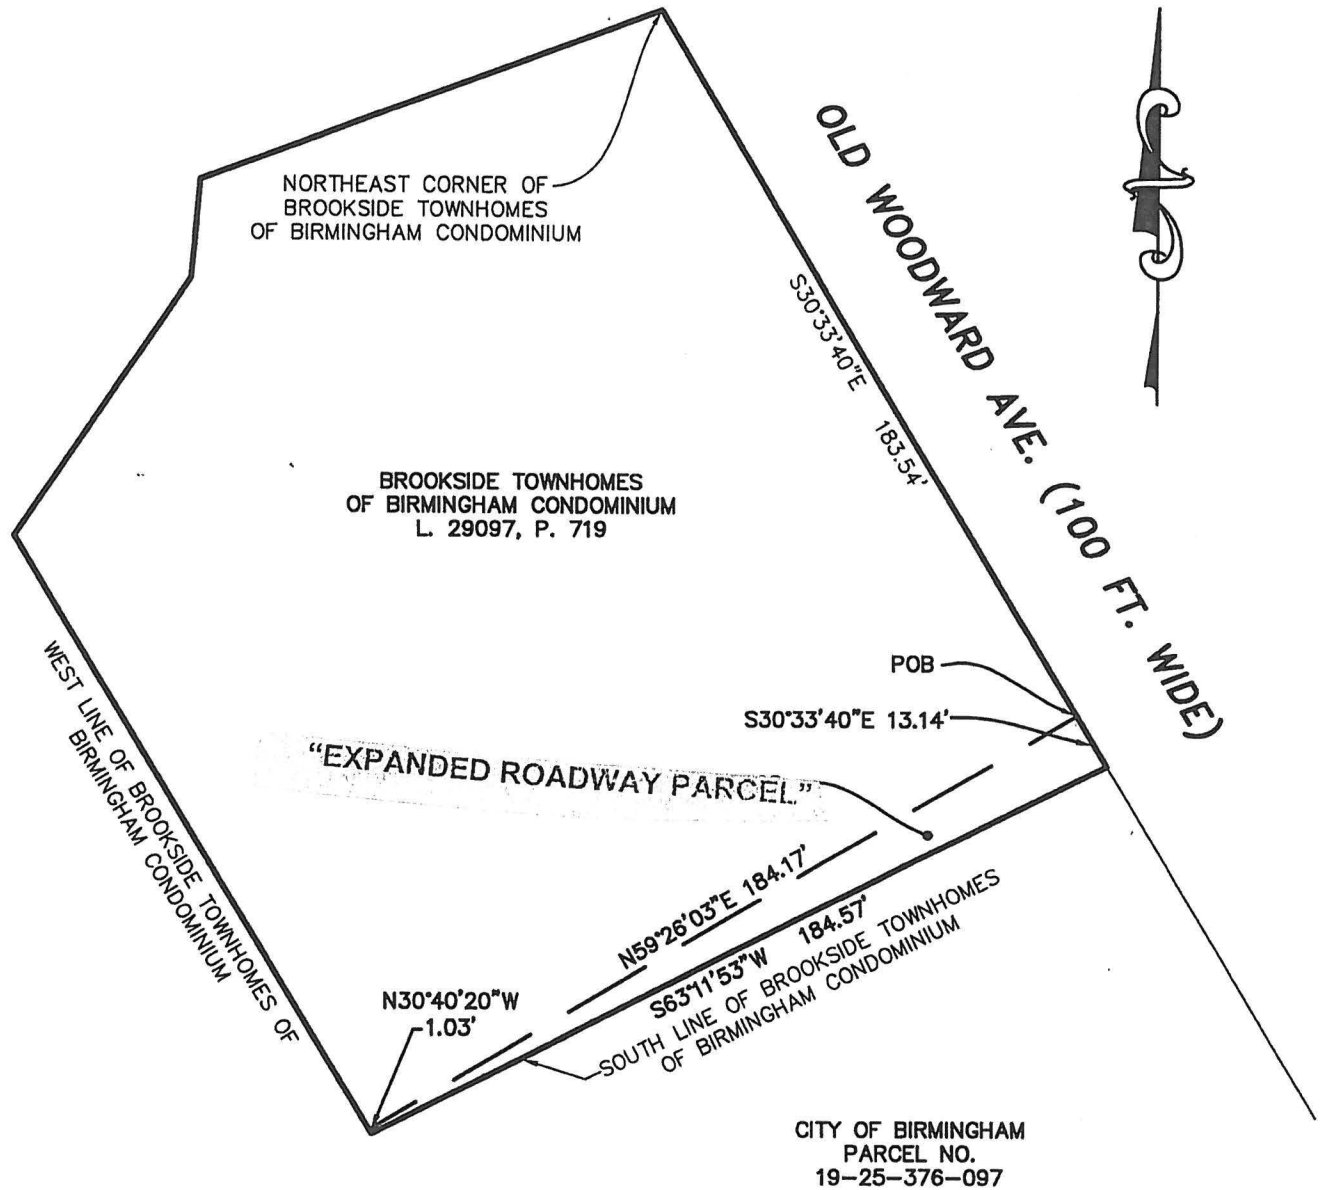 NORTHEAST CORNER OF
BROOKSIDE TOWNHOMES
OF BIRMINGHAM CONDOMINIUM
OLD WOODWARD AVE. (100 FT. WIDE)
S30°33'40"E 183.54'
BROOKSIDE TOWNHOMES
OF BIRMINGHAM CONDOMINIUM
L. 29097, P. 719
POB
S30°33'40"E 13.14'
WEST LINE OF BROOKSIDE TOWNHOMES OF
BIRMINGHAM CONDOMINIUM
“EXPANDED ROADWAY PARCEL”
N59°26'03"E 184.17'
S63°11'53"W 184.57'
SOUTH LINE OF BROOKSIDE TOWNHOMES
OF BIRMINGHAM CONDOMINIUM
N30°40'20"W
1.03'
CITY OF BIRMINGHAM
PARCEL NO.
19-25-376-097